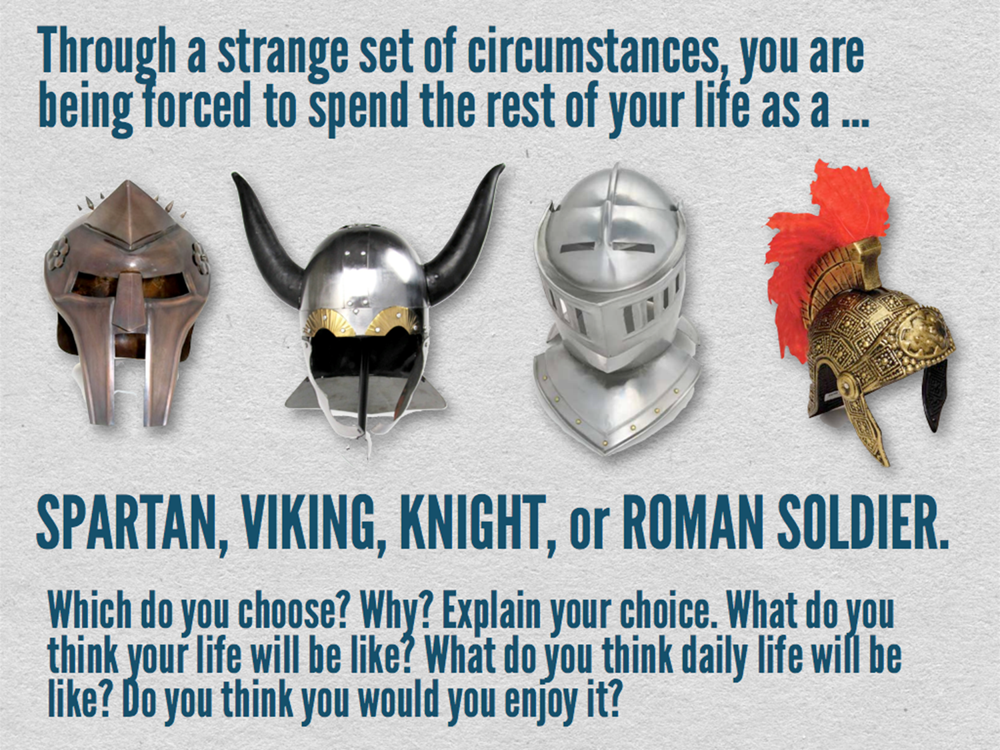 Through a strange set of circumstances, you are
being forced to spend the rest of your life as a ...
SPARTAN, VIKING, KNIGHT, or ROMAN SOLDIER.
Which do you choose? Why? Explain your choice. What do you
think your life will be like? What do you think daily life will be
like? Do you think you would you enjoy it?